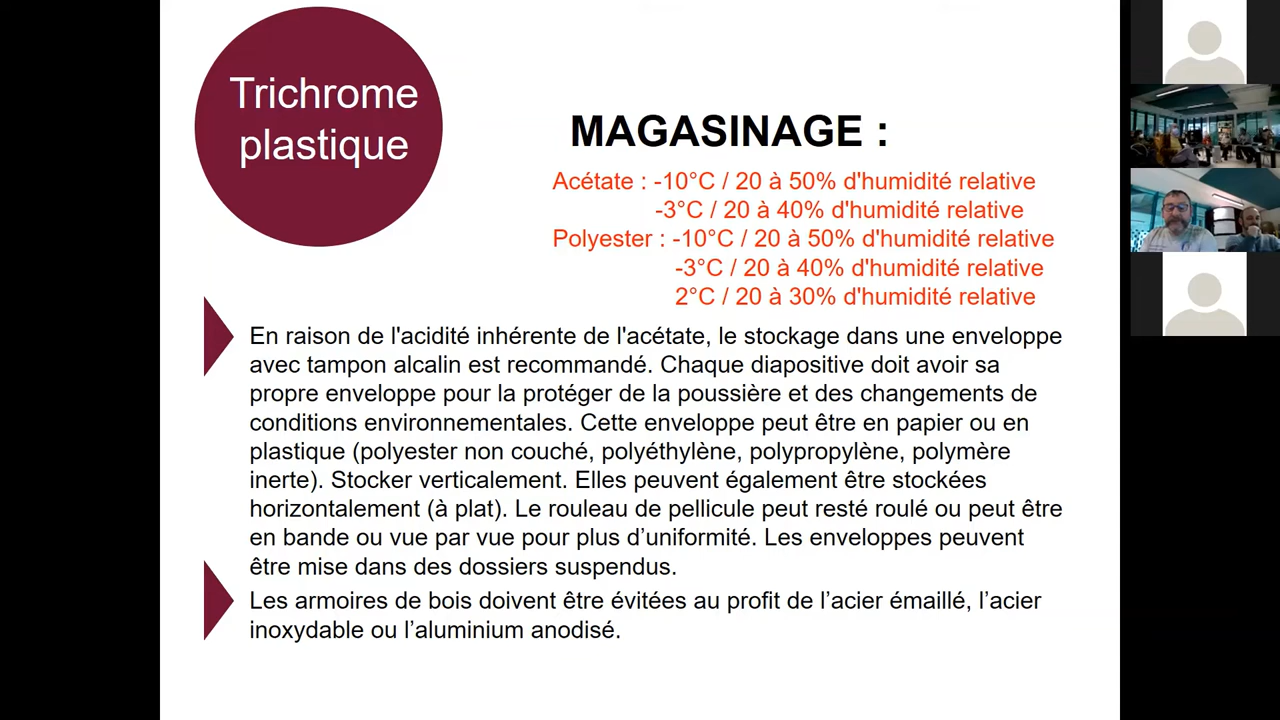 Trichrome
plastique
MAGASINAGE :
Acétate : -10°C / 20 à 50% d'humidité relative
-3°C / 20 à 40% d'humidité relative
Polyester : -10°C / 20 à 50% d'humidité relative
-3°C / 20 à 40% d'humidité relative
2°C / 20 à 30% d'humidité relative
En raison de l'acidité inhérente de l'acétate, le stockage dans une enveloppe
avec tampon alcalin est recommandé. Chaque diapositive doit avoir sa
propre enveloppe pour la protéger de la poussière et des changements de
conditions environnementales. Cette enveloppe peut être en papier ou en
plastique (polyester non couché, polyéthylène, polypropylène, polymère
inerte). Stocker verticalement. Elles peuvent également être stockées
horizontalement (à plat). Le rouleau de pellicule peut resté roulé ou peut être
en bande ou vue par vue pour plus d’uniformité. Les enveloppes peuvent
être mise dans des dossiers suspendus.
Les armoires de bois doivent être évitées au profit de l’acier émaillé, l’acier
inoxydable ou l’aluminium anodisé.